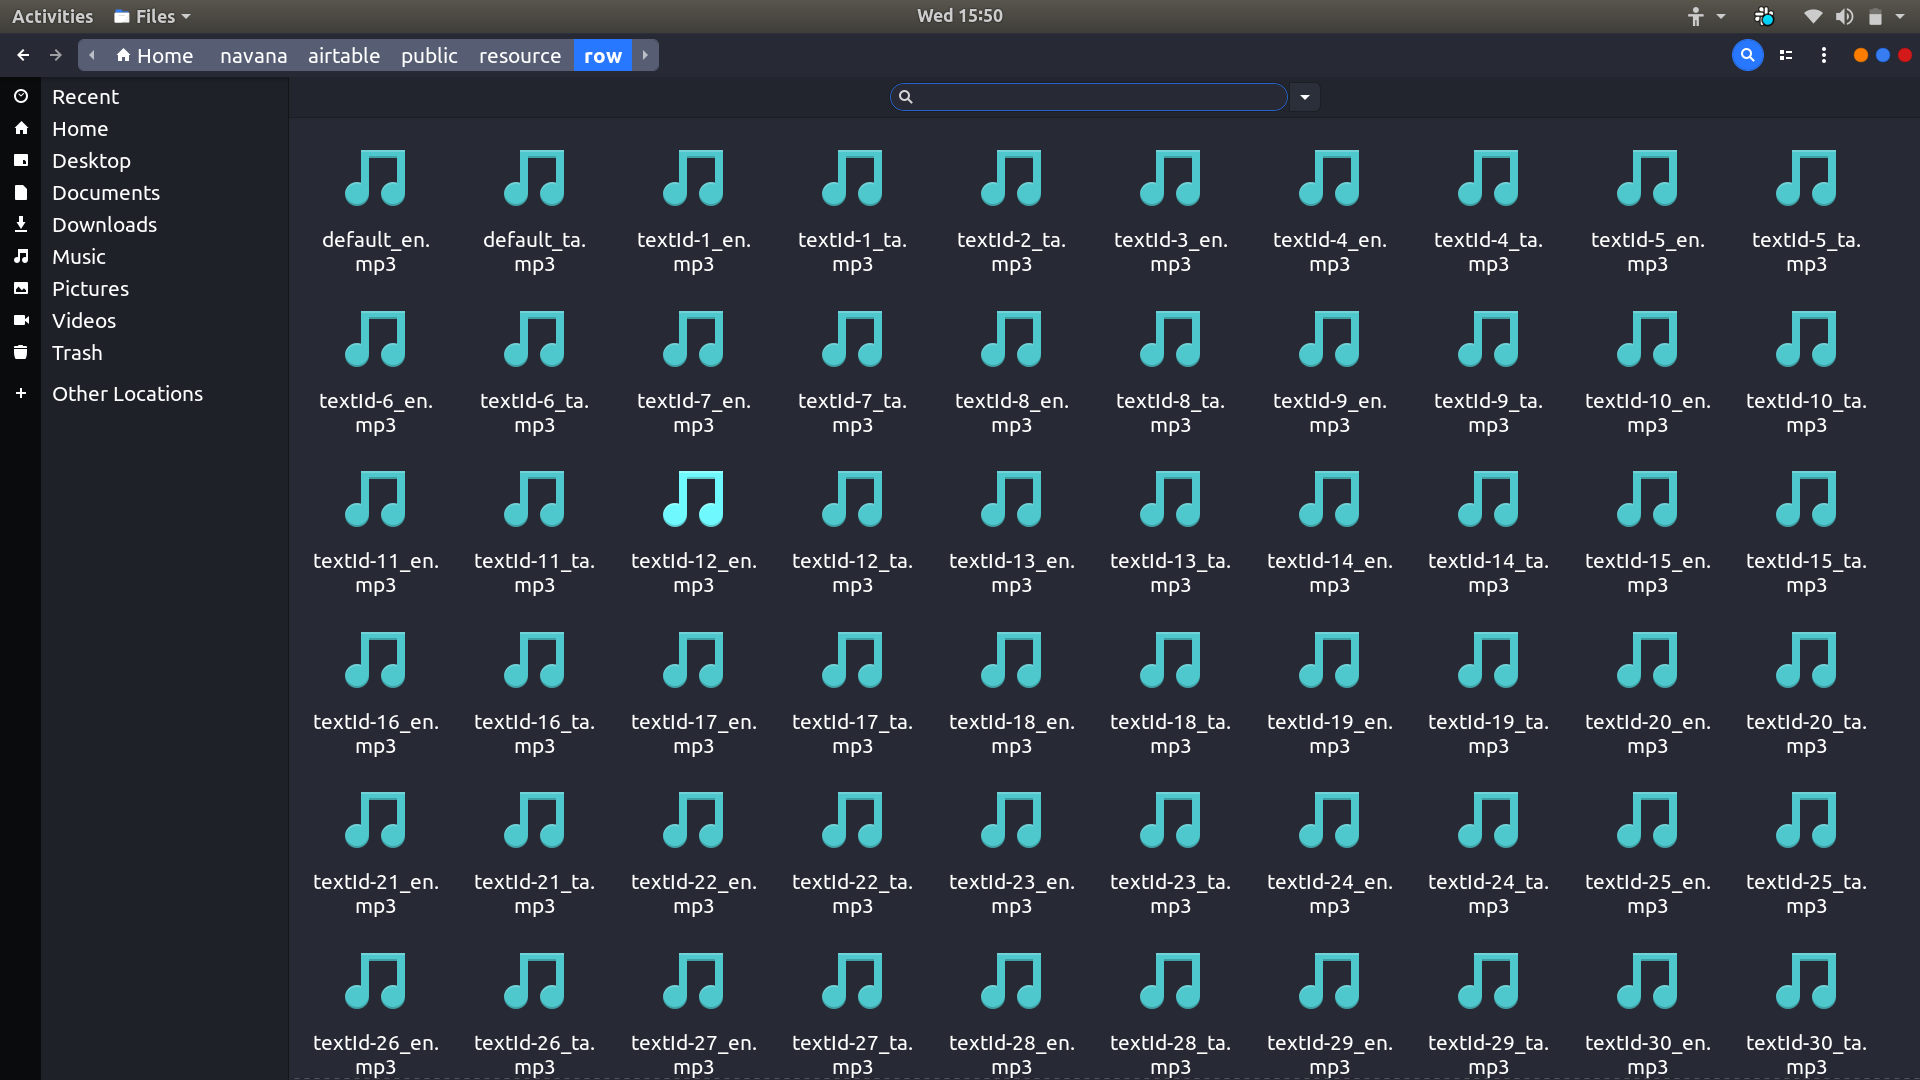 Activities
Files
Wed 15:50
Home
navana
airtable
public
resource
row
Recent
Home
Desktop
Documents
Downloads
Music
Pictures
Videos
Trash
Other Locations
default_en.
mp3
default_ta.
mp3
textId-1_en.
mp3
textId-1_ta.
mp3
textId-2_ta.
mp3
textId-3_en.
mp3
textId-4_en.
mp3
textId-4_ta.
mp3
textId-5_en.
mp3
textId-5_ta.
mp3
textId-6_en.
mp3
textId-6_ta.
mp3
textId-7_en.
mp3
textId-7_ta.
mp3
textId-8_en.
mp3
textId-8_ta.
mp3
textId-9_en.
mp3
textId-9_ta.
mp3
textId-10_en.
mp3
textId-10_ta.
mp3
textId-11_en.
mp3
textId-11_ta.
mp3
textId-12_en.
mp3
textId-12_ta.
mp3
textId-13_en.
mp3
textId-13_ta.
mp3
textId-14_en.
mp3
textId-14_ta.
mp3
textId-15_en.
mp3
textId-15_ta.
mp3
textId-16_en.
mp3
textId-16_ta.
mp3
textId-17_en.
mp3
textId-17_ta.
mp3
textId-18_en.
mp3
textId-18_ta.
mp3
textId-19_en.
mp3
textId-19_ta.
mp3
textId-20_en.
mp3
textId-20_ta.
mp3
textId-21_en.
mp3
textId-21_ta.
mp3
textId-22_en.
mp3
textId-22_ta.
mp3
textId-23_en.
mp3
textId-23_ta.
mp3
textId-24_en.
mp3
textId-24_ta.
mp3
textId-25_en.
mp3
textId-25_ta.
mp3
textId-26_en.
mp3
textId-26_ta.
mp3
textId-27_en.
mp3
textId-27_ta.
mp3
textId-28_en.
mp3
textId-28_ta.
mp3
textId-29_en.
mp3
textId-29_ta.
mp3
textId-30_en.
mp3
textId-30_ta.
mp3